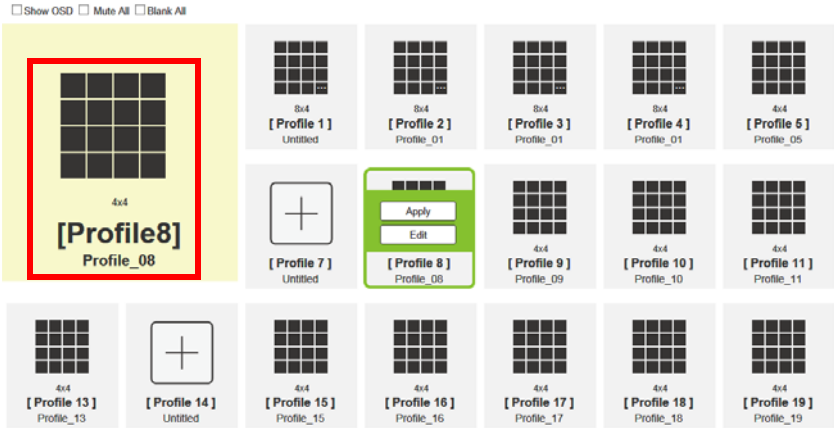 Show OSD Mute All Blank All
4x4
[Profile8]
Profile_08
8x4 8x4 8x4 8x4 4x4
[ Profile 1 ] [ Profile 2 ] [ Profile 3 ] [ Profile 4 ] [ Profile 5 ]
Untitled Profile_01 Profile_01 Profile_01 Profile_05
Apply
Edit
4x4 4x4 4x4
[ Profile 7 ] [ Profile 8 ] [ Profile 9 ] [ Profile 10 ] [ Profile 11 ]
Untitled Profile_08 Profile_09 Profile_10 Profile_11
4x4 4x4 4x4 4x4 4x4 4x4
[ Profile 13 ] [ Profile 14 ] [ Profile 15 ] [ Profile 16 ] [ Profile 17 ] [ Profile 18 ] [ Profile 19 ]
Profile_13 Untitled Profile_15 Profile_16 Profile_17 Profile_18 Profile_19